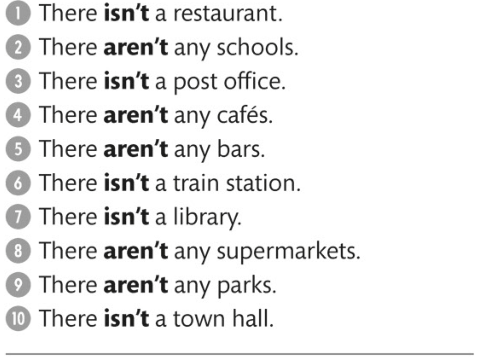 1 There isn't a restaurant.
2 There aren't any schools.
3 There isn't a post office.
4 There aren't any cafés.
5 There aren't any bars.
6 There isn't a train station.
7 There isn't a library.
8 There aren't any supermarkets.
9 There aren't any parks.
10 There isn't a town hall.